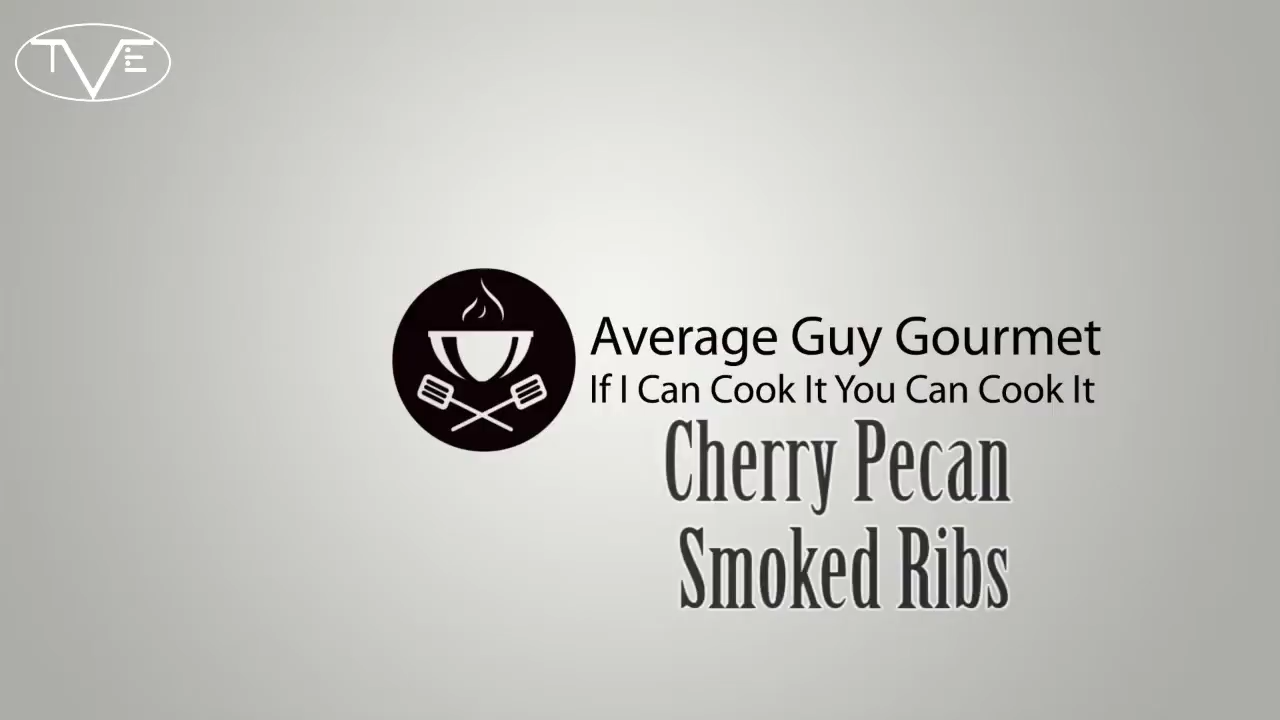 TVE
Average Guy Gourmet
If I Can Cook It You Can Cook It
Cherry Pecan
Smoked Ribs